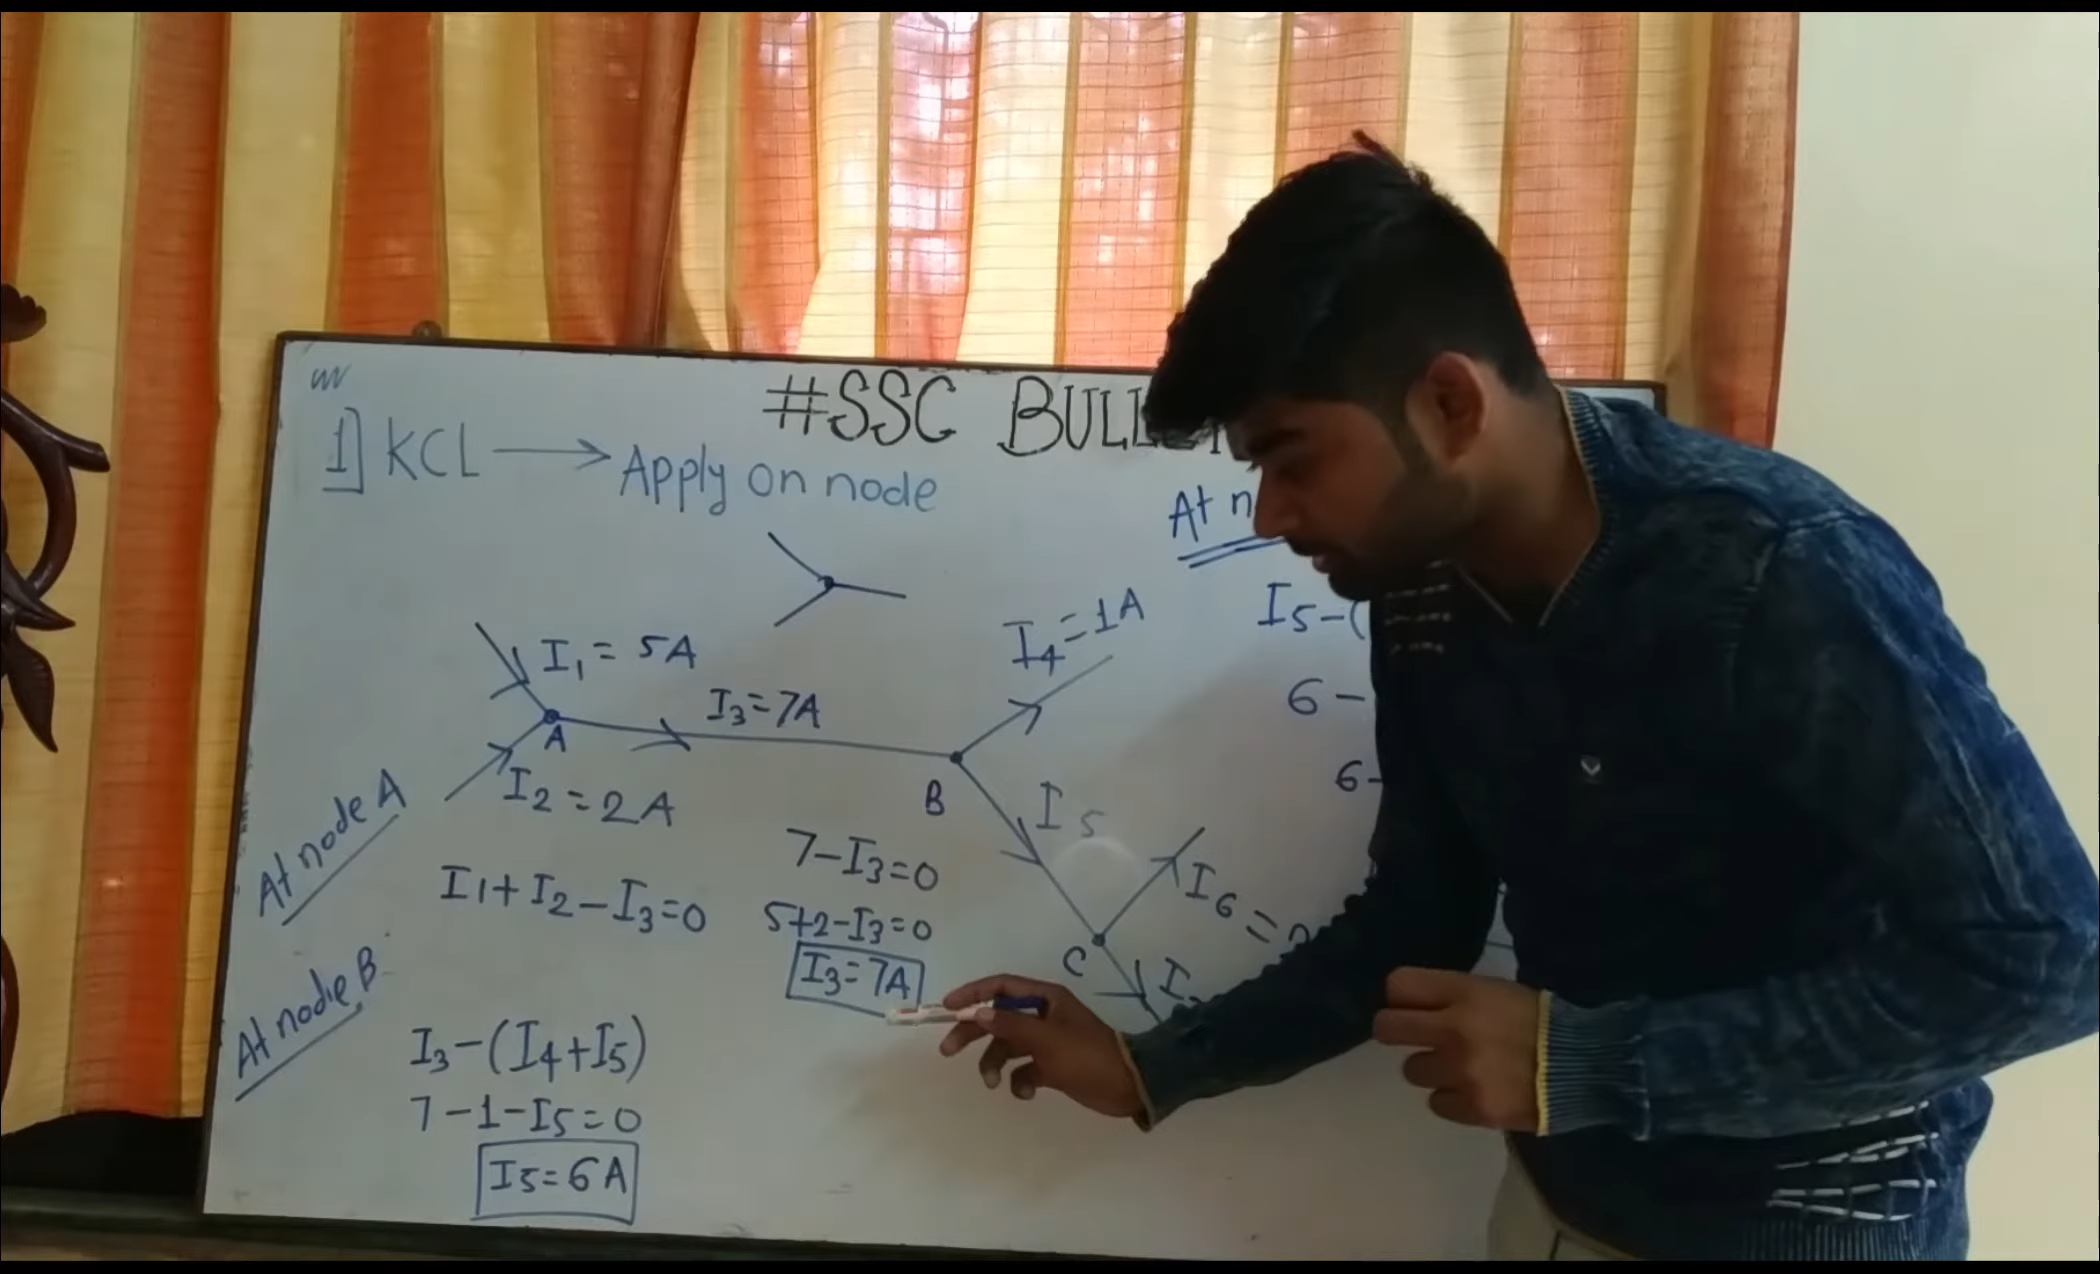 #SSC BULL
1] KCL → Apply on node
At n
I5-(
6-
6-
I1 = 5A
I3=7A
I4=1A
A
B
I2=2A
I5
I6=
C
At node A
I1+I2-I3=0
7-I3=0
5+2-I3=0
I3=7A
At node B
I3-(I4+I5)
7-1-I5=0
I5=6A